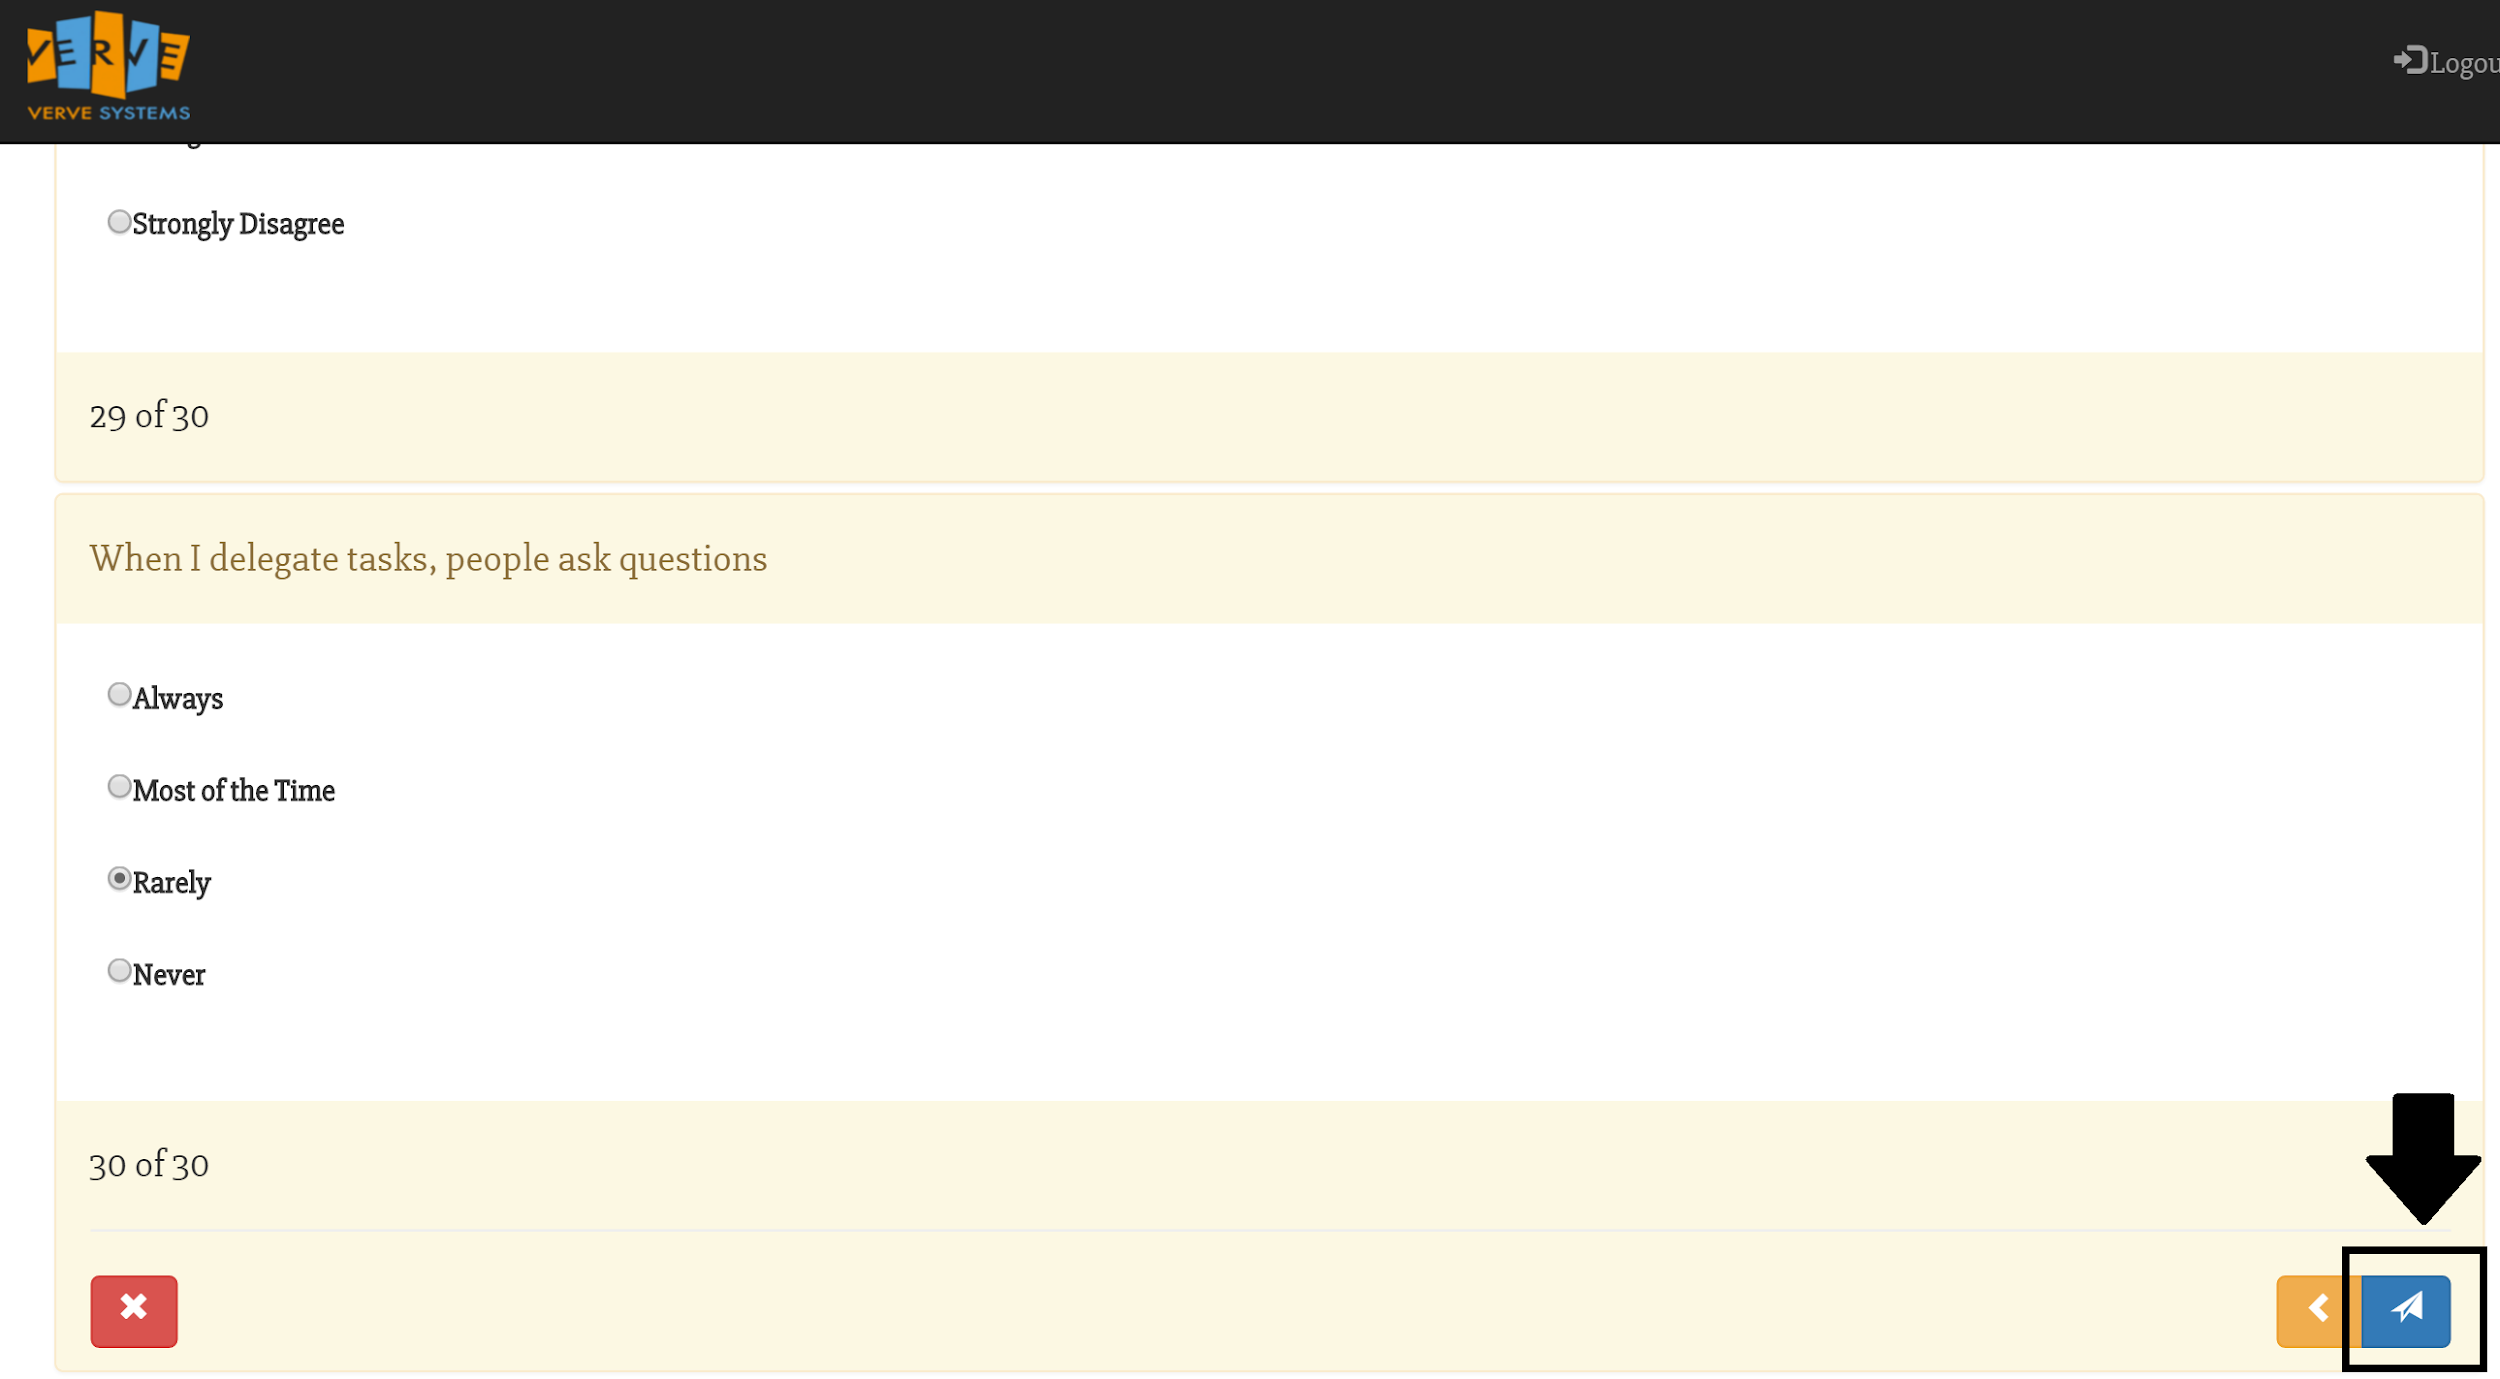 VERVE
VERVE SYSTEMS
Logou
Strongly Disagree
29 of 30
When I delegate tasks, people ask questions
Always
Most of the Time
Rarely
Never
30 of 30